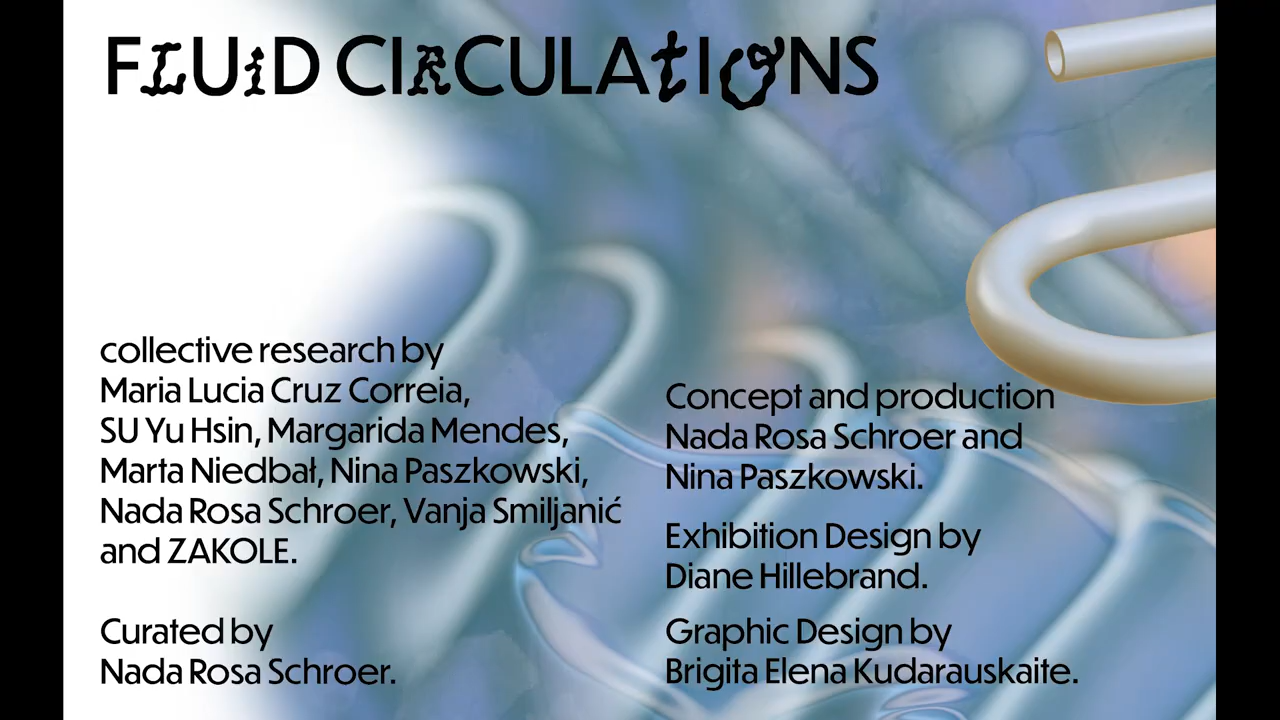 FLUiD CIRCULAtIONS
collective research by
Maria Lucia Cruz Correia,
SU Yu Hsin, Margarida Mendes,
Marta Niedbał, Nina Paszkowski,
Nada Rosa Schroer, Vanja Smiljanić
and ZAKOLE.
Curated by
Nada Rosa Schroer.
Concept and production
Nada Rosa Schroer and
Nina Paszkowski.
Exhibition Design by
Diane Hillebrand.
Graphic Design by
Brigita Elena Kudarauskaite.